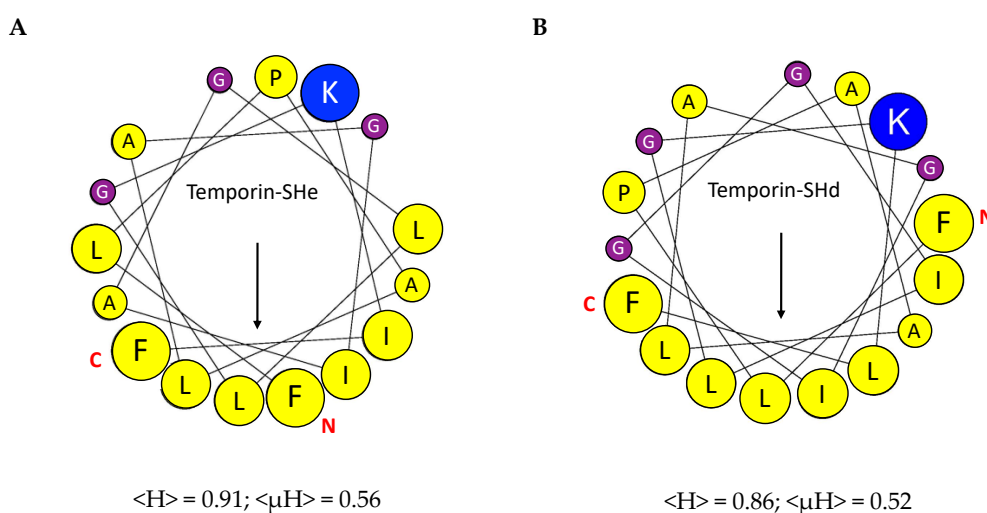 A
B
G
P
K
G
A
G
L
A
F
C
L
L
F
N
I
I
A
L
Temporin-SHe
G
A
A
K
G
G
P
F
N
G
I
F
C
A
L
L
L
L
I
L
Temporin-SHd
<H> = 0.91; <µH> = 0.56
<H> = 0.86; <µH> = 0.52